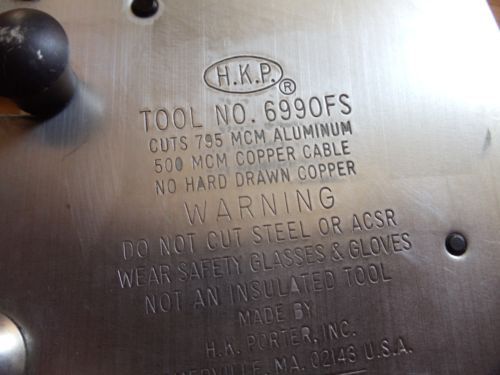 H.K.P.®
TOOL NO. 6990FS
CUTS 795 MCM ALUMINUM
500 MCM COPPER CABLE
NO HARD DRAWN COPPER
WARNING
DO NOT CUT STEEL OR ACSR
WEAR SAFETY GLASSES & GLOVES
NOT AN INSULATED TOOL
MADE BY
H.K. PORTER, INC.
MA. 02143 U.S.A.